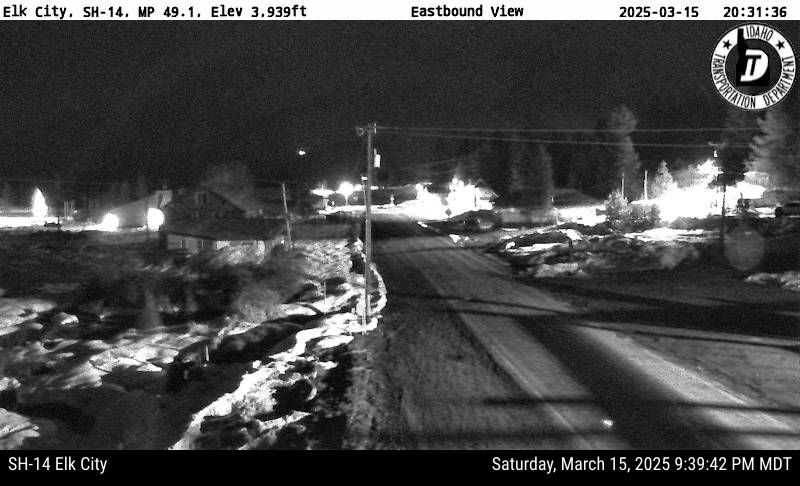 Elk City, SH-14, MP 49.1, Elev 3,939ft Eastbound View 2025-03-15 20:31:36
IDAHO
TRANSPORTATION DEPARTMENT
SH-14 Elk City Saturday, March 15, 2025 9:39:42 PM MDT